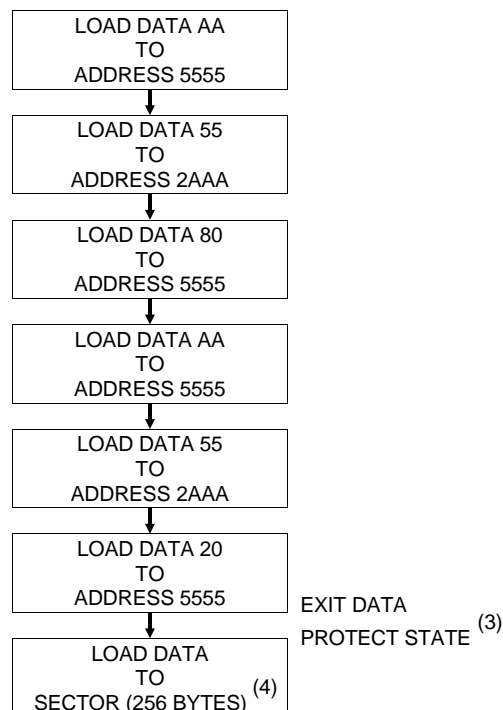 LOAD DATA AA
TO
ADDRESS 5555
LOAD DATA 55
TO
ADDRESS 2AAA
LOAD DATA 80
TO
ADDRESS 5555
LOAD DATA AA
TO
ADDRESS 5555
LOAD DATA 55
TO
ADDRESS 2AAA
LOAD DATA 20
TO
ADDRESS 5555
EXIT DATA
PROTECT STATE (3)
LOAD DATA
TO
SECTOR (256 BYTES) (4)